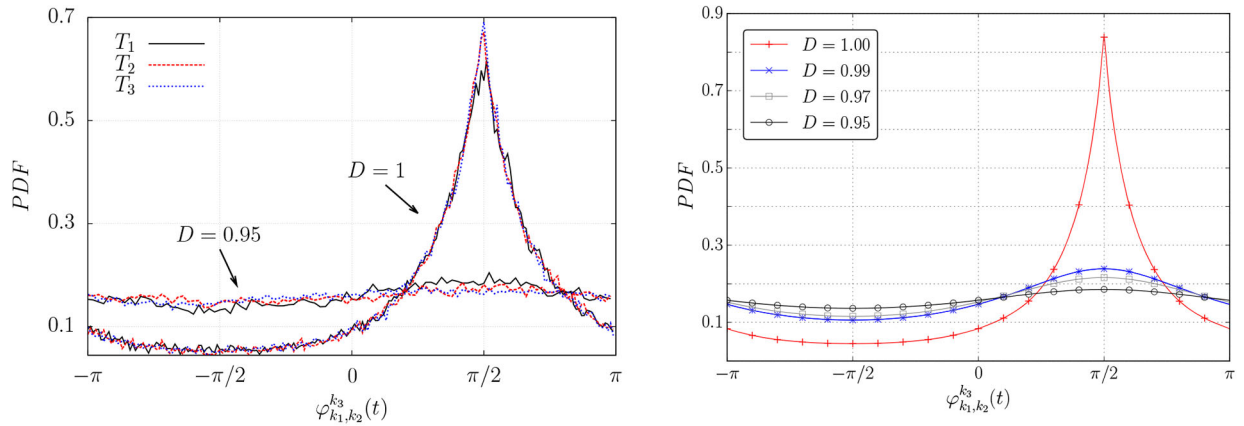 0.7
0.5
0.3
0.1
PDF
T₁
T₂
T₃
D = 1
D = 0.95
−π
−π/2
0
π/2
π
φ_{k₁,k₂}^{k₃}(t)
0.9
0.7
0.5
0.3
0.1
PDF
D = 1.00
D = 0.99
D = 0.97
D = 0.95
−π
−π/2
0
π/2
π
φ_{k₁,k₂}^{k₃}(t)